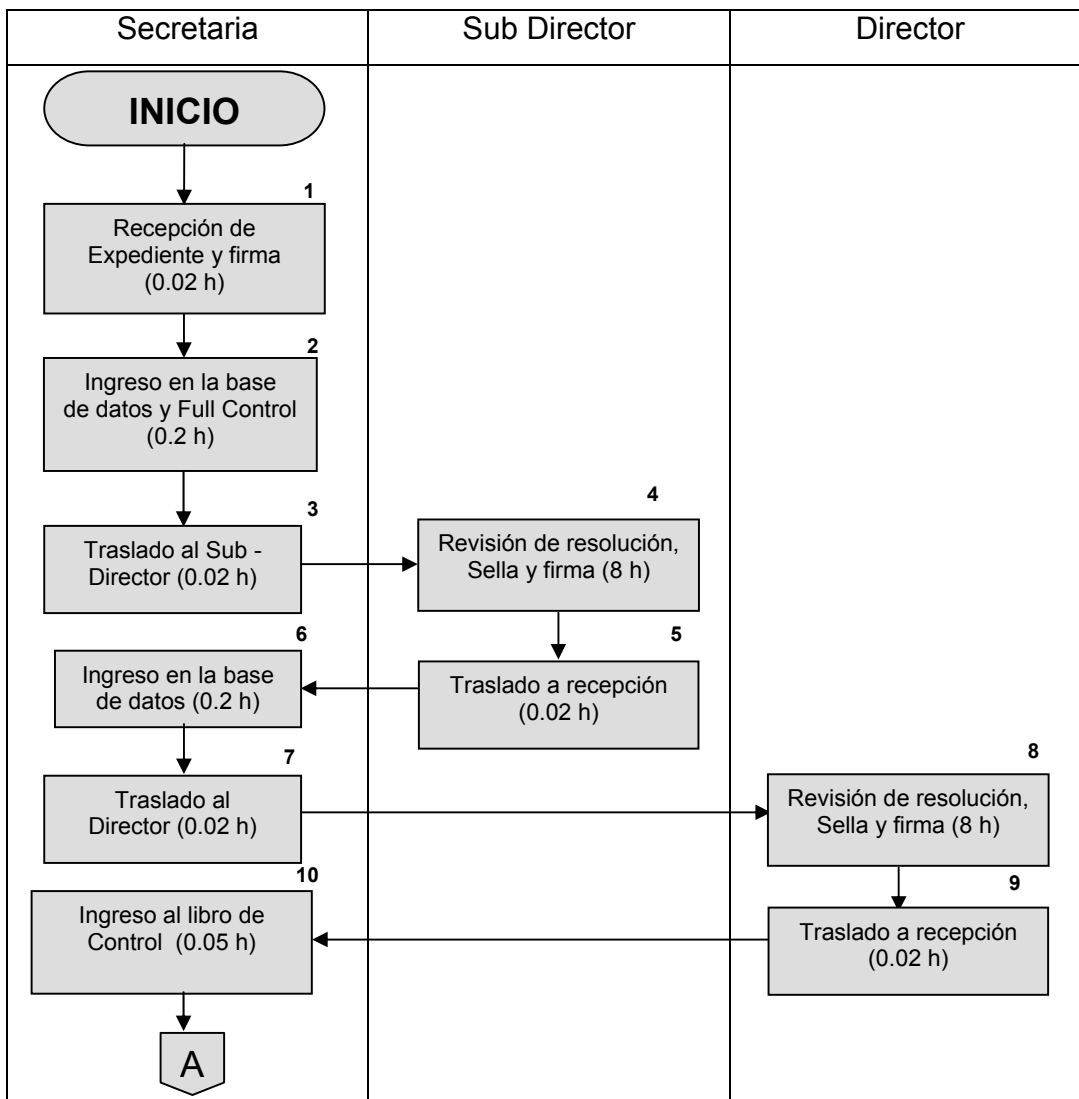 Secretaria
Sub Director
Director
INICIO
1
Recepción de
Expediente y firma
(0.02 h)
2
Ingreso en la base
de datos y Full Control
(0.2 h)
3
Traslado al Sub -
Director (0.02 h)
4
Revisión de resolución,
Sella y firma (8 h)
5
Traslado a recepción
(0.02 h)
6
Ingreso en la base
de datos (0.2 h)
7
Traslado al
Director (0.02 h)
8
Revisión de resolución,
Sella y firma (8 h)
9
Traslado a recepción
(0.02 h)
10
Ingreso al libro de
Control (0.05 h)
A